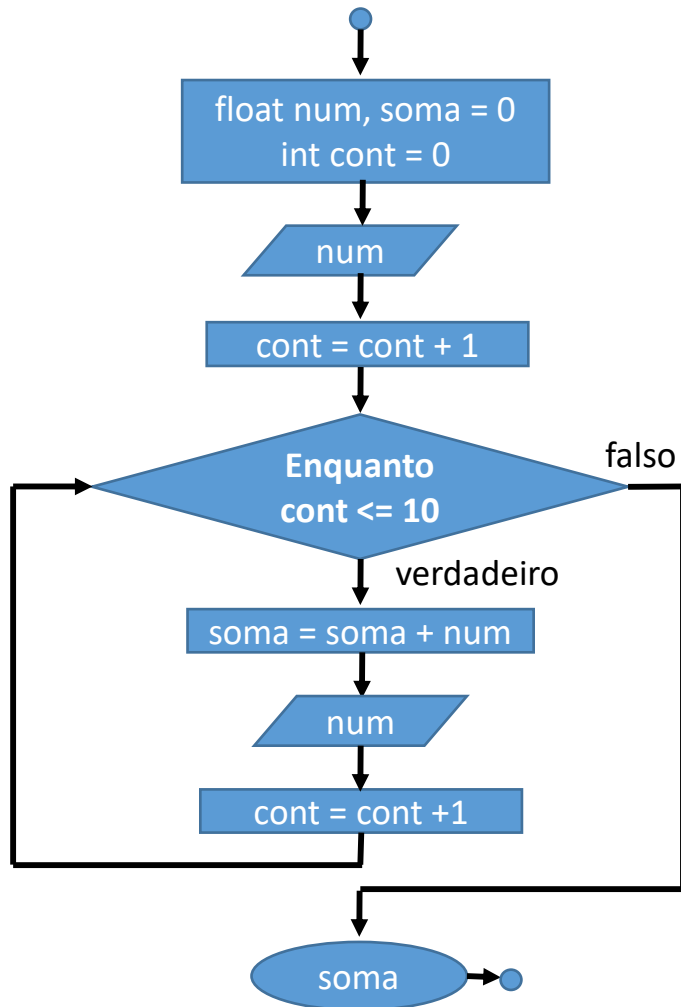 float num, soma = 0
int cont = 0
num
cont = cont + 1
Enquanto
cont <= 10
falso
verdadeiro
soma = soma + num
num
cont = cont +1
soma